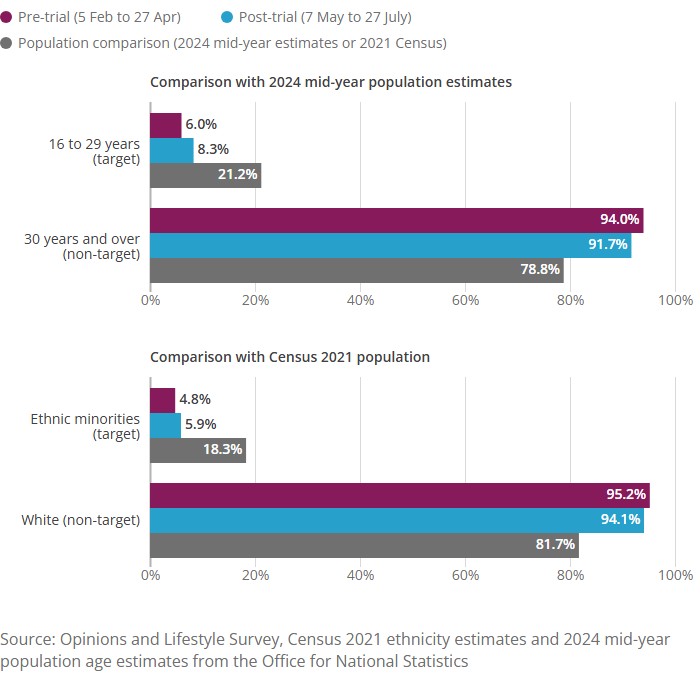 Pre-trial (5 Feb to 27 Apr) Post-trial (7 May to 27 July)
Population comparison (2024 mid-year estimates or 2021 Census)
Comparison with 2024 mid-year population estimates
16 to 29 years
(target)
6.0%
8.3%
21.2%
30 years and over
(non-target)
94.0%
91.7%
78.8%
0% 20% 40% 60% 80% 100%
Comparison with Census 2021 population
Ethnic minorities
(target)
4.8%
5.9%
18.3%
White (non-target)
95.2%
94.1%
81.7%
0% 20% 40% 60% 80% 100%
Source: Opinions and Lifestyle Survey, Census 2021 ethnicity estimates and 2024 mid-year
population age estimates from the Office for National Statistics